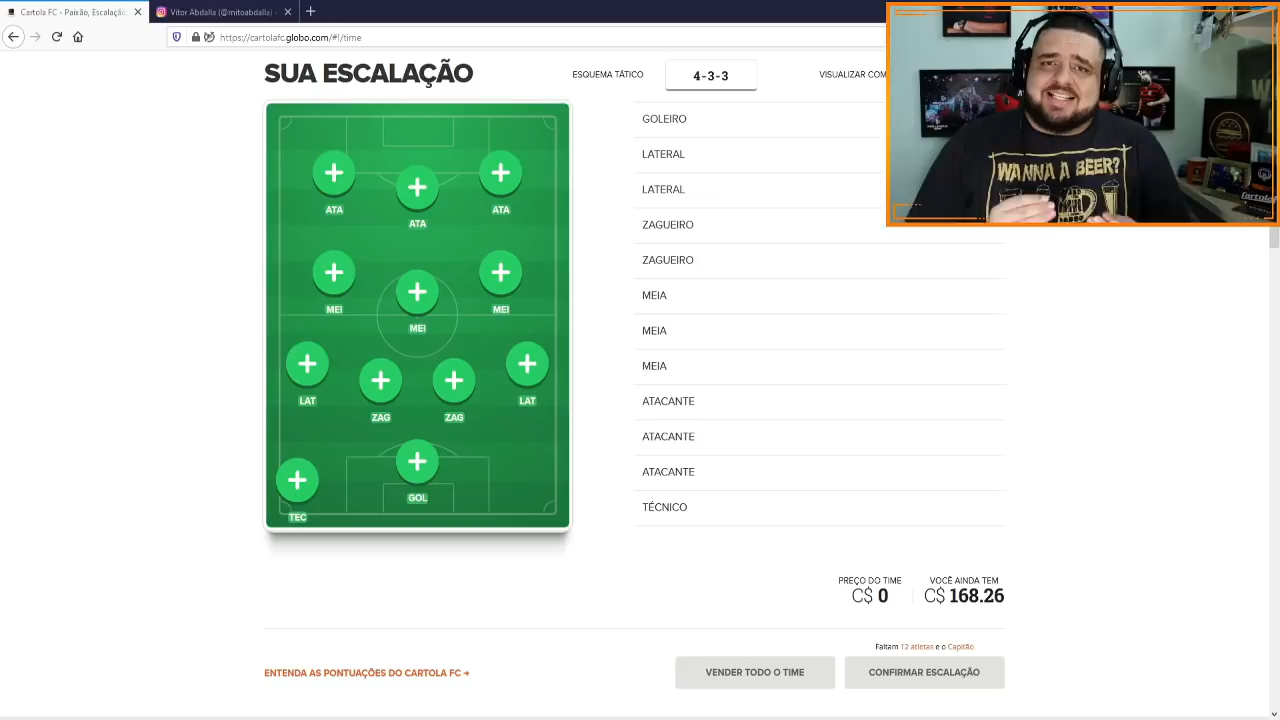 Cartola FC - Paixão, Escalação,
Vitor Abdalla (@mitoabdalla) ·
https://cartolafc.globo.com/#!/time
SUA ESCALAÇÃO
ESQUEMA TÁTICO
4-3-3
VISUALIZAR COM
ATA
ATA
ATA
MEI
MEI
MEI
LAT
ZAG
ZAG
LAT
GOL
TEC
GOLEIRO
LATERAL
LATERAL
ZAGUEIRO
ZAGUEIRO
MEIA
MEIA
MEIA
ATACANTE
ATACANTE
ATACANTE
TÉCNICO
PREÇO DO TIME
C$ 0
VOCÊ AINDA TEM
C$ 168.26
Faltam 12 atletas e o Capitão
ENTENDA AS PONTUAÇÕES DO CARTOLA FC
VENDER TODO O TIME
CONFIRMAR ESCALAÇÃO
WANNA A BEER?
cartola